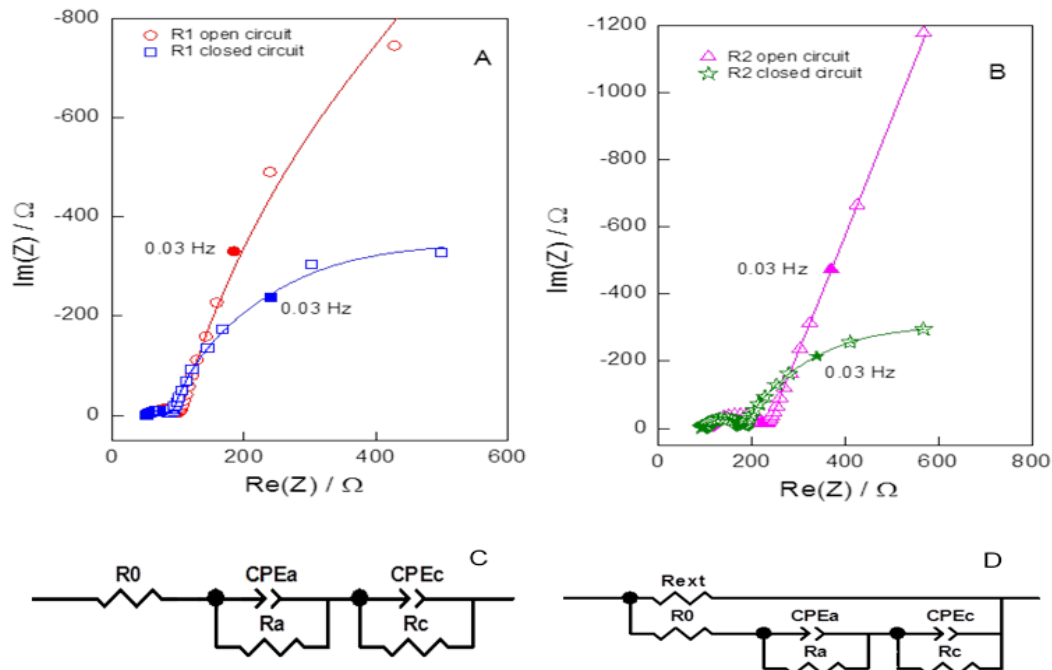 -800
-600
-400
-200
0
Im(Z) / Ω
R1 open circuit
R1 closed circuit
A
0.03 Hz
0.03 Hz
0
200
400
600
Re(Z) / Ω
-1200
-1000
-800
-600
-400
-200
0
Im(Z) / Ω
R2 open circuit
R2 closed circuit
B
0.03 Hz
0.03 Hz
0
200
400
600
800
Re(Z) / Ω
C
R0
CPEa
CPEc
Ra
Rc
D
Rext
R0
CPEa
CPEc
Ra
Rc